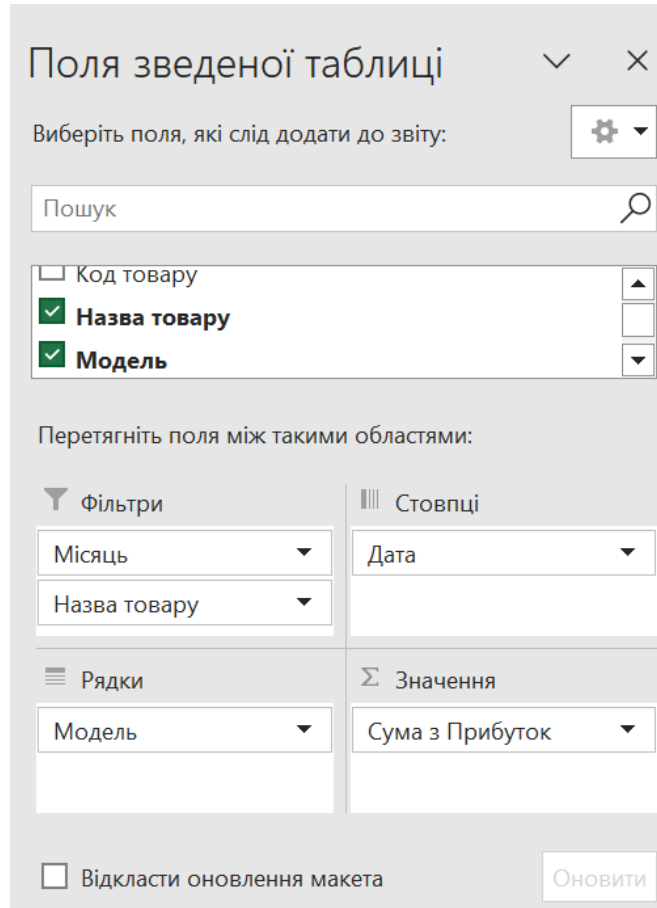 Поля зведеної таблиці
Виберіть поля, які слід додати до звіту:
Пошук
Код товару
Назва товару
Модель
Перетягніть поля між такими областями:
Фільтри
Місяць
Назва товару
Стовпці
Дата
Рядки
Модель
Σ Значення
Сума з Прибуток
Відкласти оновлення макета
Оновити